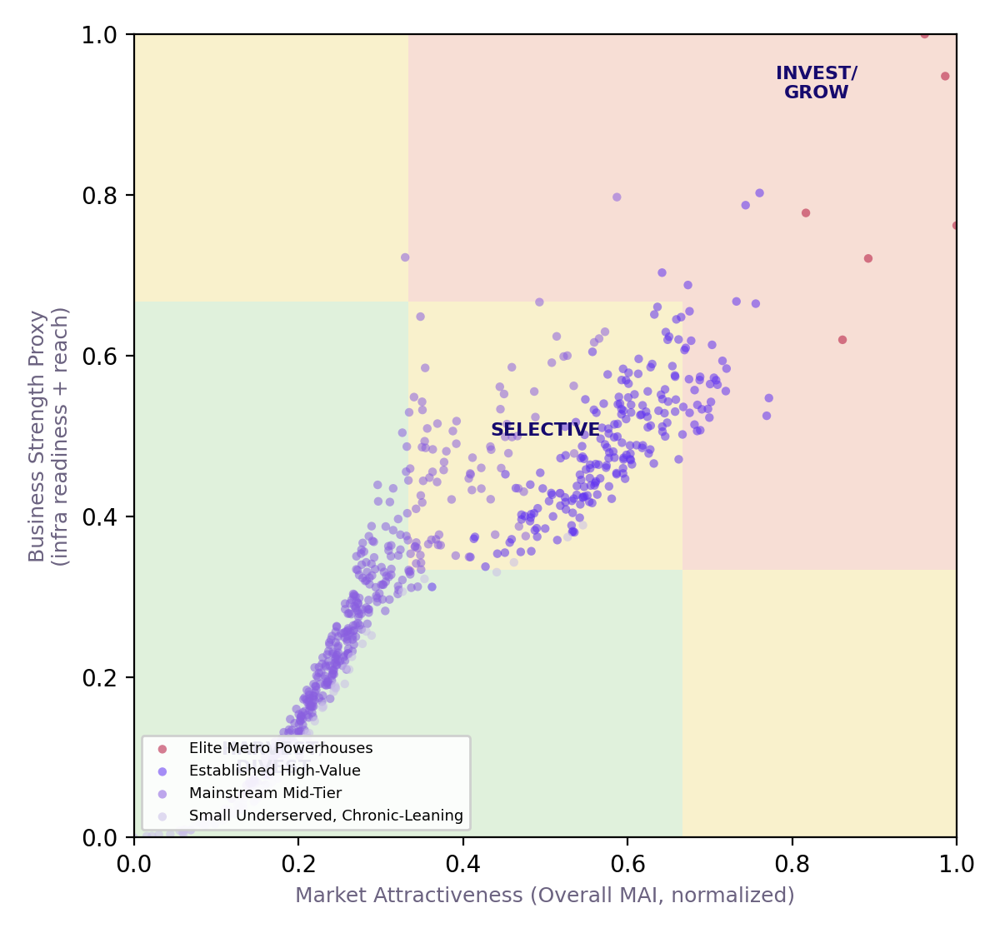 1.0
0.8
0.6
0.4
0.2
0.0
Business Strength Proxy
(infra readiness + reach)
INVEST/
GROW
SELECTIVE
HARVEST/
DIVEST
Elite Metro Powerhouses
Established High-Value
Mainstream Mid-Tier
Small Underserved, Chronic-Leaning
0.0
0.2
0.4
0.6
0.8
1.0
Market Attractiveness (Overall MAI, normalized)